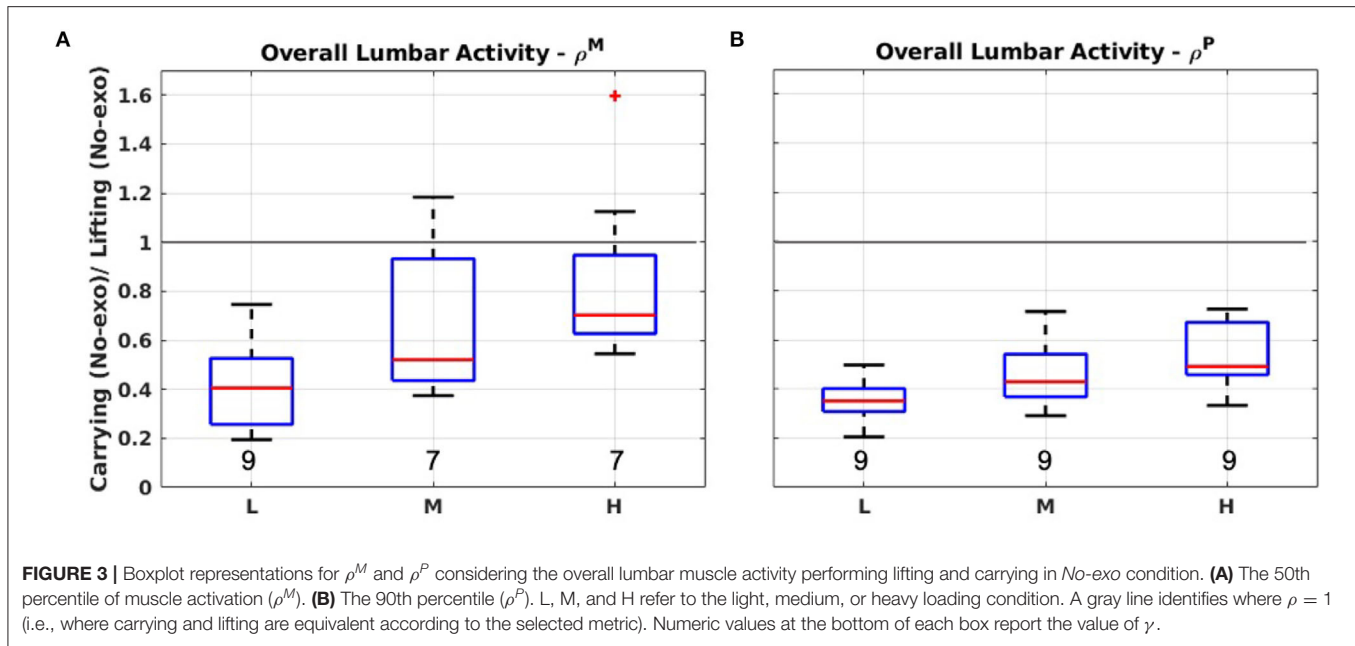 A
Overall Lumbar Activity - ρᴹ
Carrying (No-exo)/ Lifting (No-exo)
1.6
1.4
1.2
1
0.8
0.6
0.4
0.2
0
9 7 7
L M H
B
Overall Lumbar Activity - ρᴾ
9 9 9
L M H
FIGURE 3 | Boxplot representations for ρᴹ and ρᴾ considering the overall lumbar muscle activity performing lifting and carrying in No-exo condition. (A) The 50th
percentile of muscle activation (ρᴹ). (B) The 90th percentile (ρᴾ). L, M, and H refer to the light, medium, or heavy loading condition. A gray line identifies where ρ = 1
(i.e., where carrying and lifting are equivalent according to the selected metric). Numeric values at the bottom of each box report the value of γ.